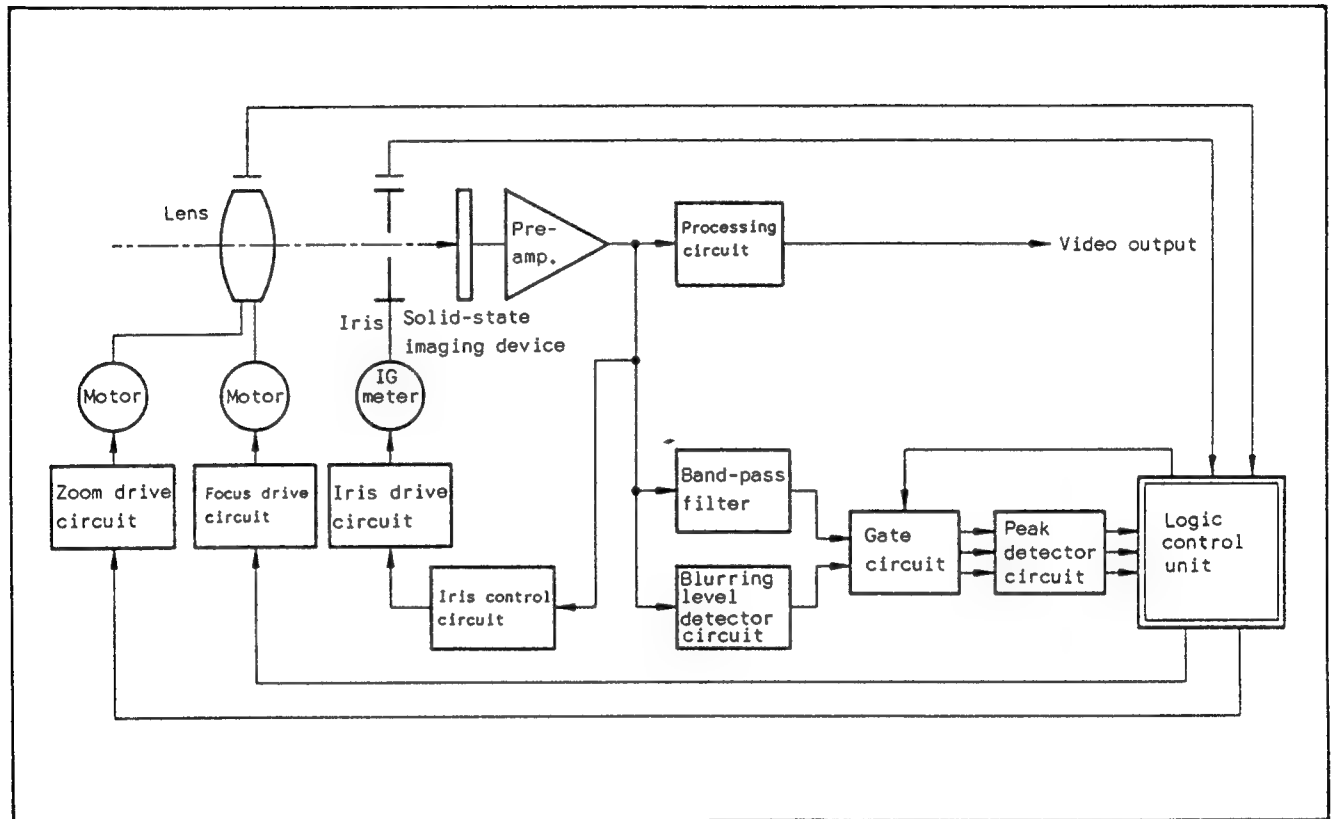 Lens
Pre-
amp.
Processing
circuit
Video output
Iris
Solid-state
imaging device
Motor
Motor
IG
meter
Zoom drive
circuit
Focus drive
circuit
Iris drive
circuit
Iris control
circuit
Band-pass
filter
Blurring
level
detector
circuit
Gate
circuit
Peak
detector
circuit
Logic
control
unit